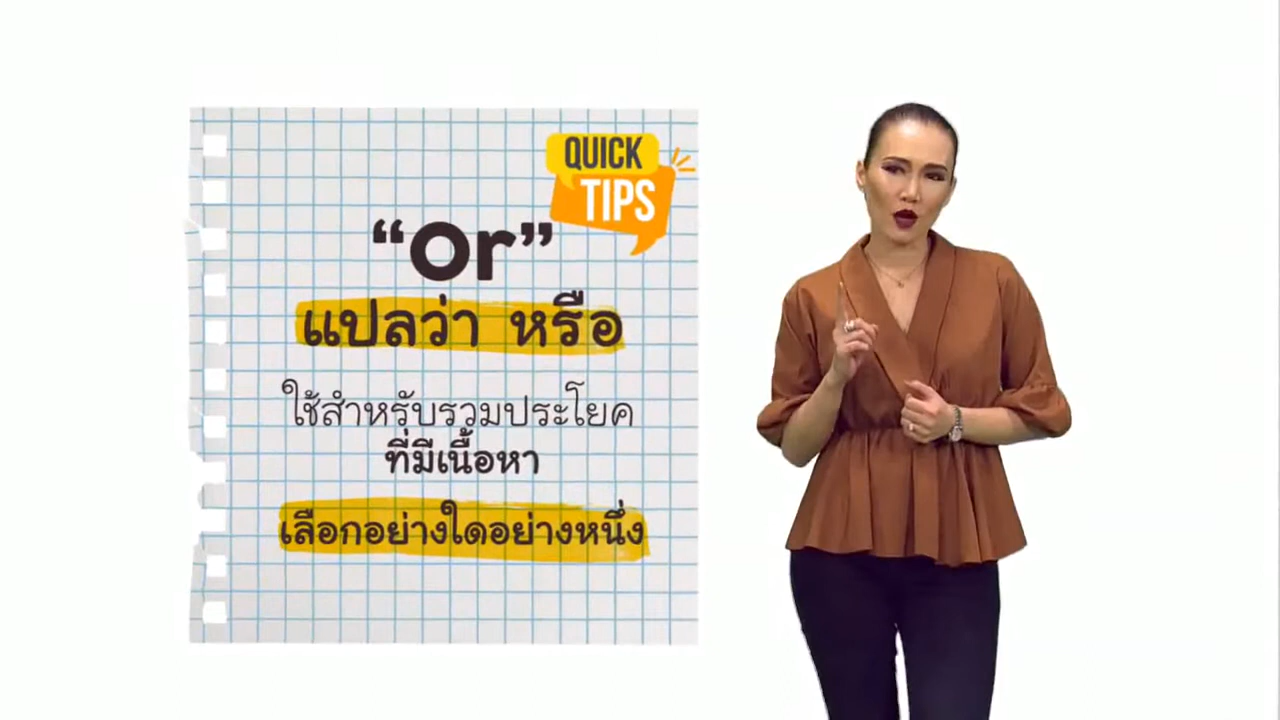 QUICK
TIPS
“or”
แปลว่า หรือ
ใช้สำหรับรวมประโยค
ที่มีเนื้อหา
เลือกอย่างใดอย่างหนึ่ง